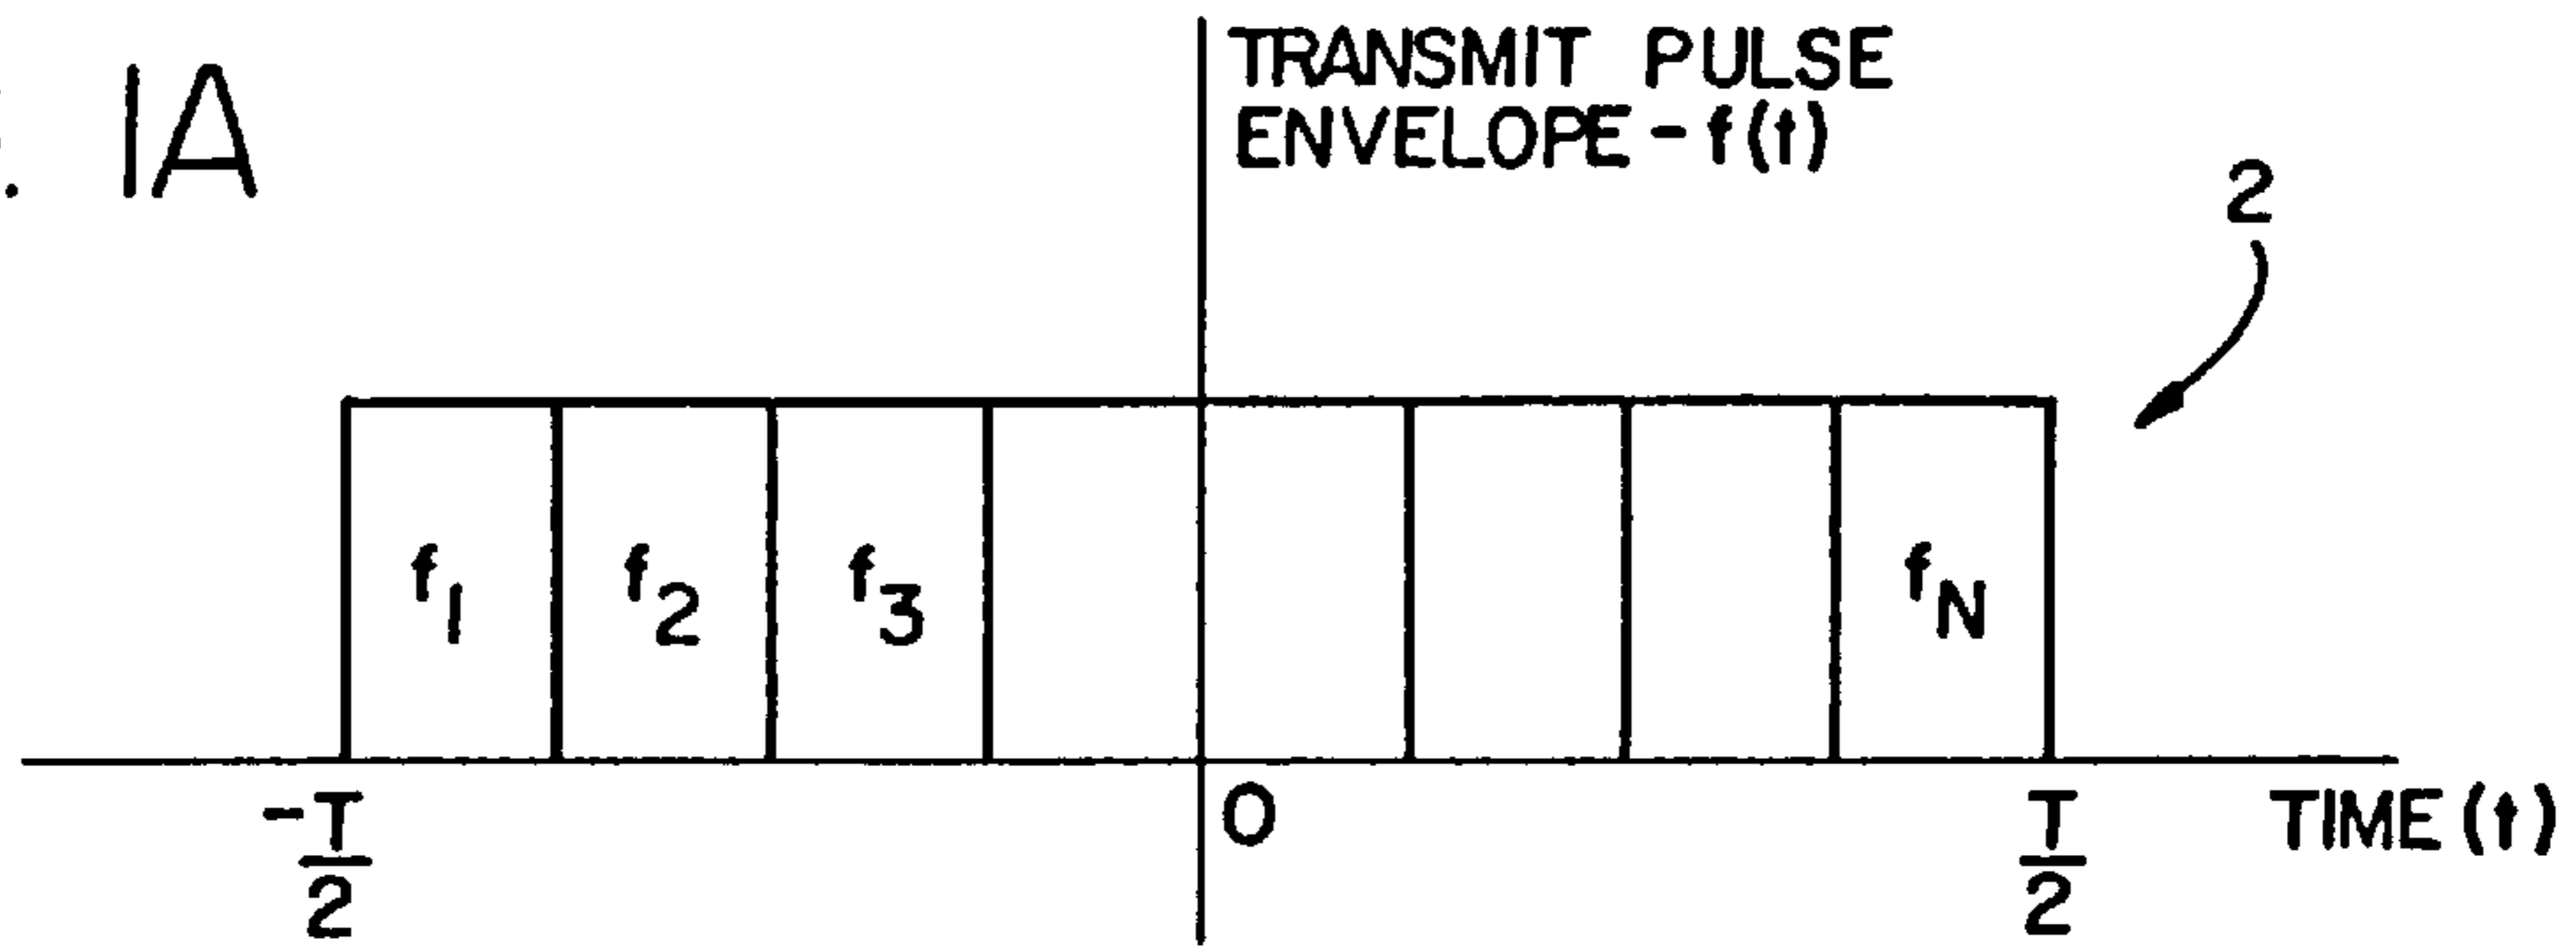 1A
TRANSMIT PULSE
ENVELOPE - f(t)
2
f1 f2 f3 fN
-T/2 0 T/2 TIME (t)